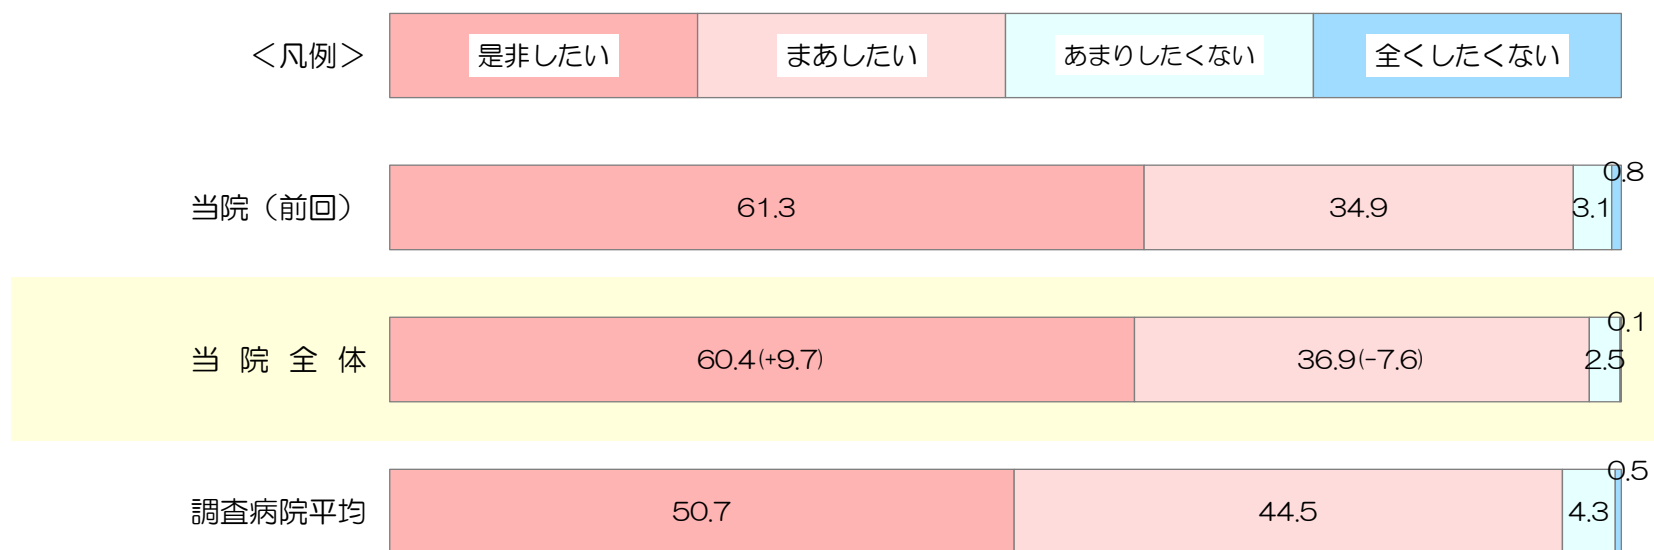 <凡例> 是非したい まあしたい あまりしたくない 全くしたくない
0.8
当院（前回） 61.3 34.9 3.1
0.1
当院全体 60.4(+9.7) 36.9(-7.6) 2.5
0.5
調査病院平均 50.7 44.5 4.3